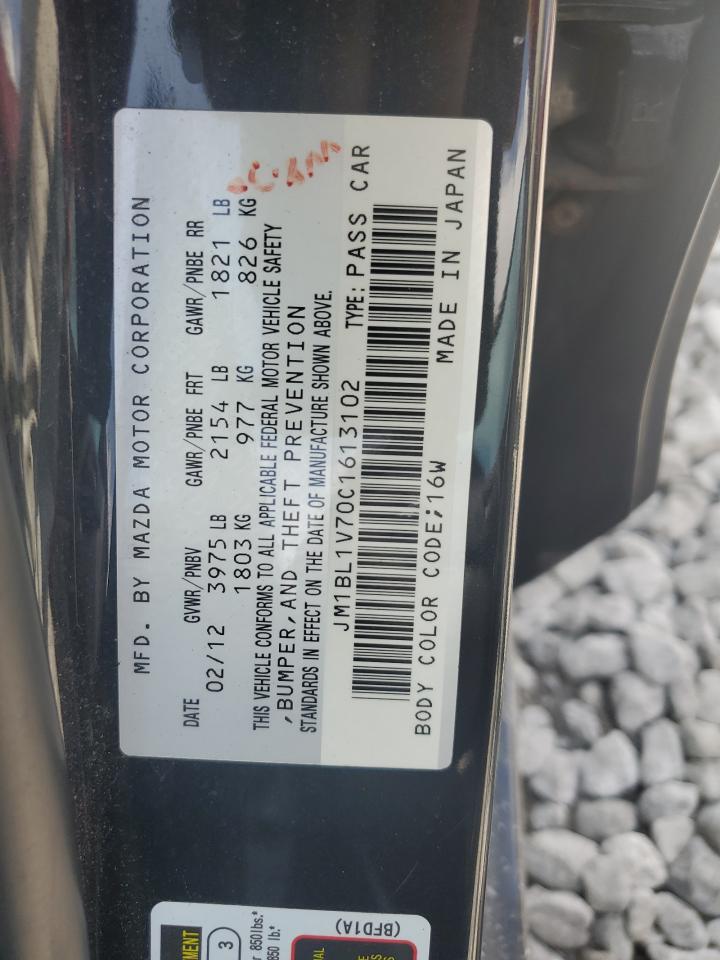 MFD. BY MAZDA MOTOR CORPORATION
DATE GVWR/PNBV GAWR/PNBE FRT GAWR/PNBE RR
02/12 3975 LB 2154 LB 1821 LB
1803 KG 977 KG 826 KG
THIS VEHICLE CONFORMS TO ALL APPLICABLE FEDERAL MOTOR VEHICLE SAFETY
,BUMPER,AND THEFT PREVENTION
STANDARDS IN EFFECT ON THE DATE OF MANUFACTURE SHOWN ABOVE.
JM1BL1V70C1613102 TYPE: PASS CAR
BODY COLOR CODE;16W
MADE IN JAPAN
3
850lbs.*
(BFD1A)